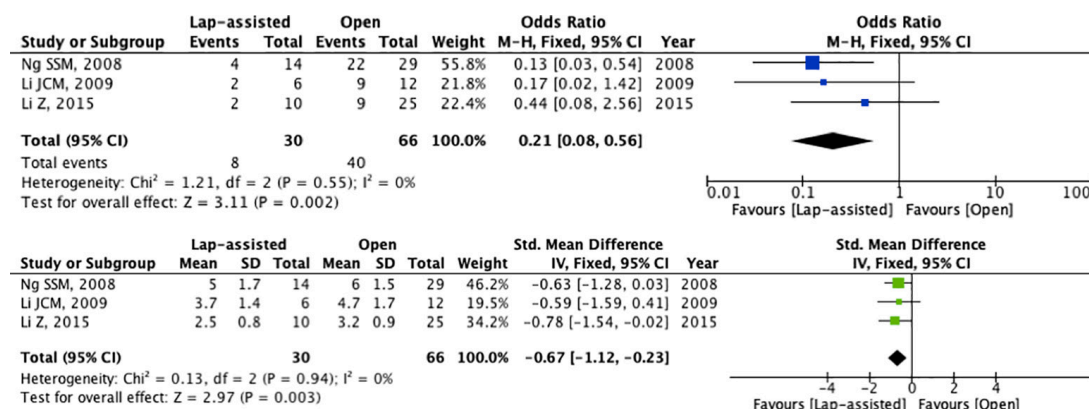 Lap-assisted Open Odds Ratio Odds Ratio
Study or Subgroup Events Total Events Total Weight M-H, Fixed, 95% CI Year M-H, Fixed, 95% CI
Ng SSM, 2008 4 14 22 29 55.8% 0.13 [0.03, 0.54] 2008
Li JCM, 2009 2 6 9 12 21.8% 0.17 [0.02, 1.42] 2009
Li Z, 2015 2 10 9 25 22.4% 0.44 [0.08, 2.56] 2015
Total (95% CI) 30 66 100.0% 0.21 [0.08, 0.56]
Total events 8 40
Heterogeneity: Chi² = 1.21, df = 2 (P = 0.55); I² = 0%
Test for overall effect: Z = 3.11 (P = 0.002)
0.01 0.1 1 10 100
Favours [Lap-assisted] Favours [Open]
Lap-assisted Open Std. Mean Difference Std. Mean Difference
Study or Subgroup Mean SD Total Mean SD Total Weight IV, Fixed, 95% CI Year IV, Fixed, 95% CI
Ng SSM, 2008 5 1.7 14 6 1.5 29 46.2% -0.63 [-1.28, 0.03] 2008
Li JCM, 2009 3.7 1.4 6 4.7 1.7 12 19.5% -0.59 [-1.59, 0.41] 2009
Li Z, 2015 2.5 0.8 10 3.2 0.9 25 34.2% -0.78 [-1.54, -0.02] 2015
Total (95% CI) 30 66 100.0% -0.67 [-1.12, -0.23]
Heterogeneity: Chi² = 0.13, df = 2 (P = 0.94); I² = 0%
Test for overall effect: Z = 2.97 (P = 0.003)
-4 -2 0 2 4
Favours [Lap-assisted] Favours [Open]